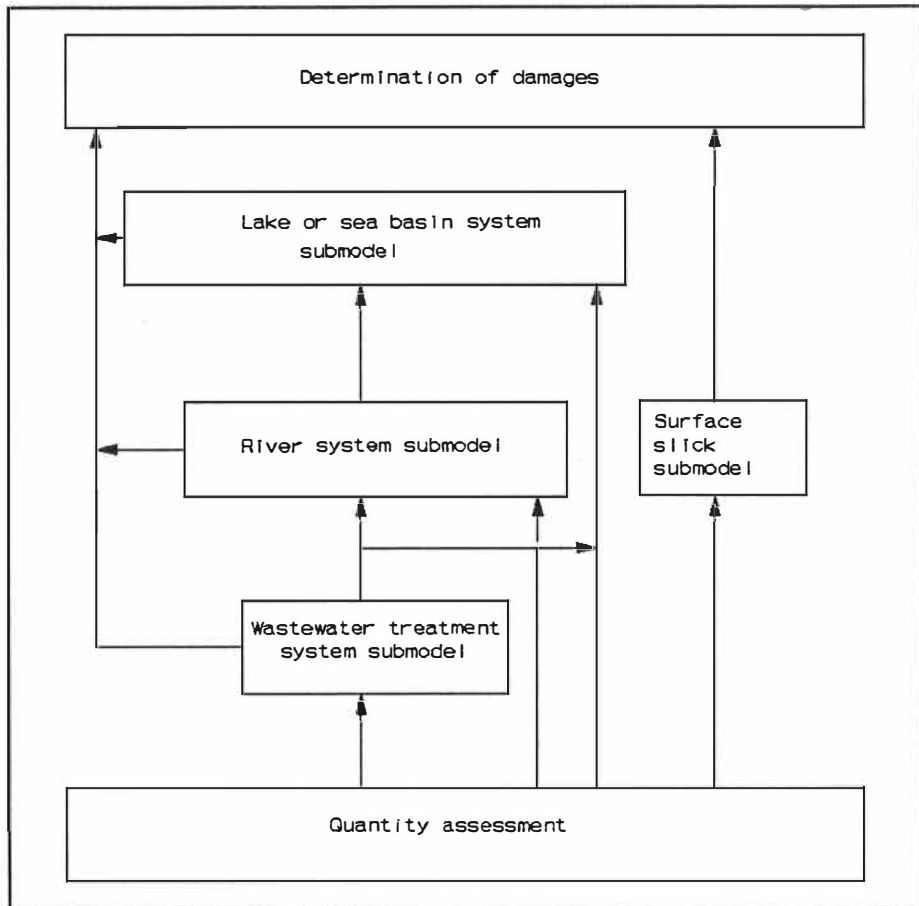 Determination of damages
Lake or sea basin system
submodel
River system submodel
Surface
slick
submodel
Wastewater treatment
system submodel
Quantity assessment